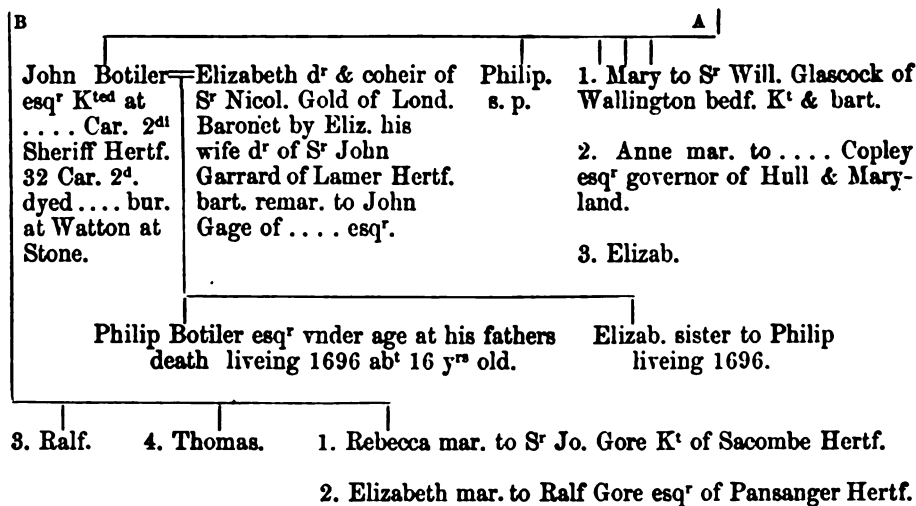 B
A
John Botiler=Elizabeth dʳ & coheir of
esqʳ Kᵗᵉᵈ at
.... Car. 2ᵈⁱ
Sheriff Hertf.
32 Car. 2ᵈ.
dyed .... bur.
at Watton at
Stone.
Sʳ Nicol. Gold of Lond.
Baronet by Eliz. his
wife dʳ of Sʳ John
Garrard of Lamer Hertf.
bart. remar. to John
Gage of .... esqʳ.
Philip.
s. p.
1. Mary to Sʳ Will. Glascock of
Wallington bedf. Kᵗ & bart.
2. Anne mar. to .... Copley
esqʳ governor of Hull & Mary-
land.
3. Elizab.
Philip Botiler esqʳ vnder age at his fathers
death liveing 1696 abᵗ 16 yʳˢ old.
Elizab. sister to Philip
liveing 1696.
3. Ralf.
4. Thomas.
1. Rebecca mar. to Sʳ Jo. Gore Kᵗ of Sacombe Hertf.
2. Elizabeth mar. to Ralf Gore esqʳ of Pansanger Hertf.